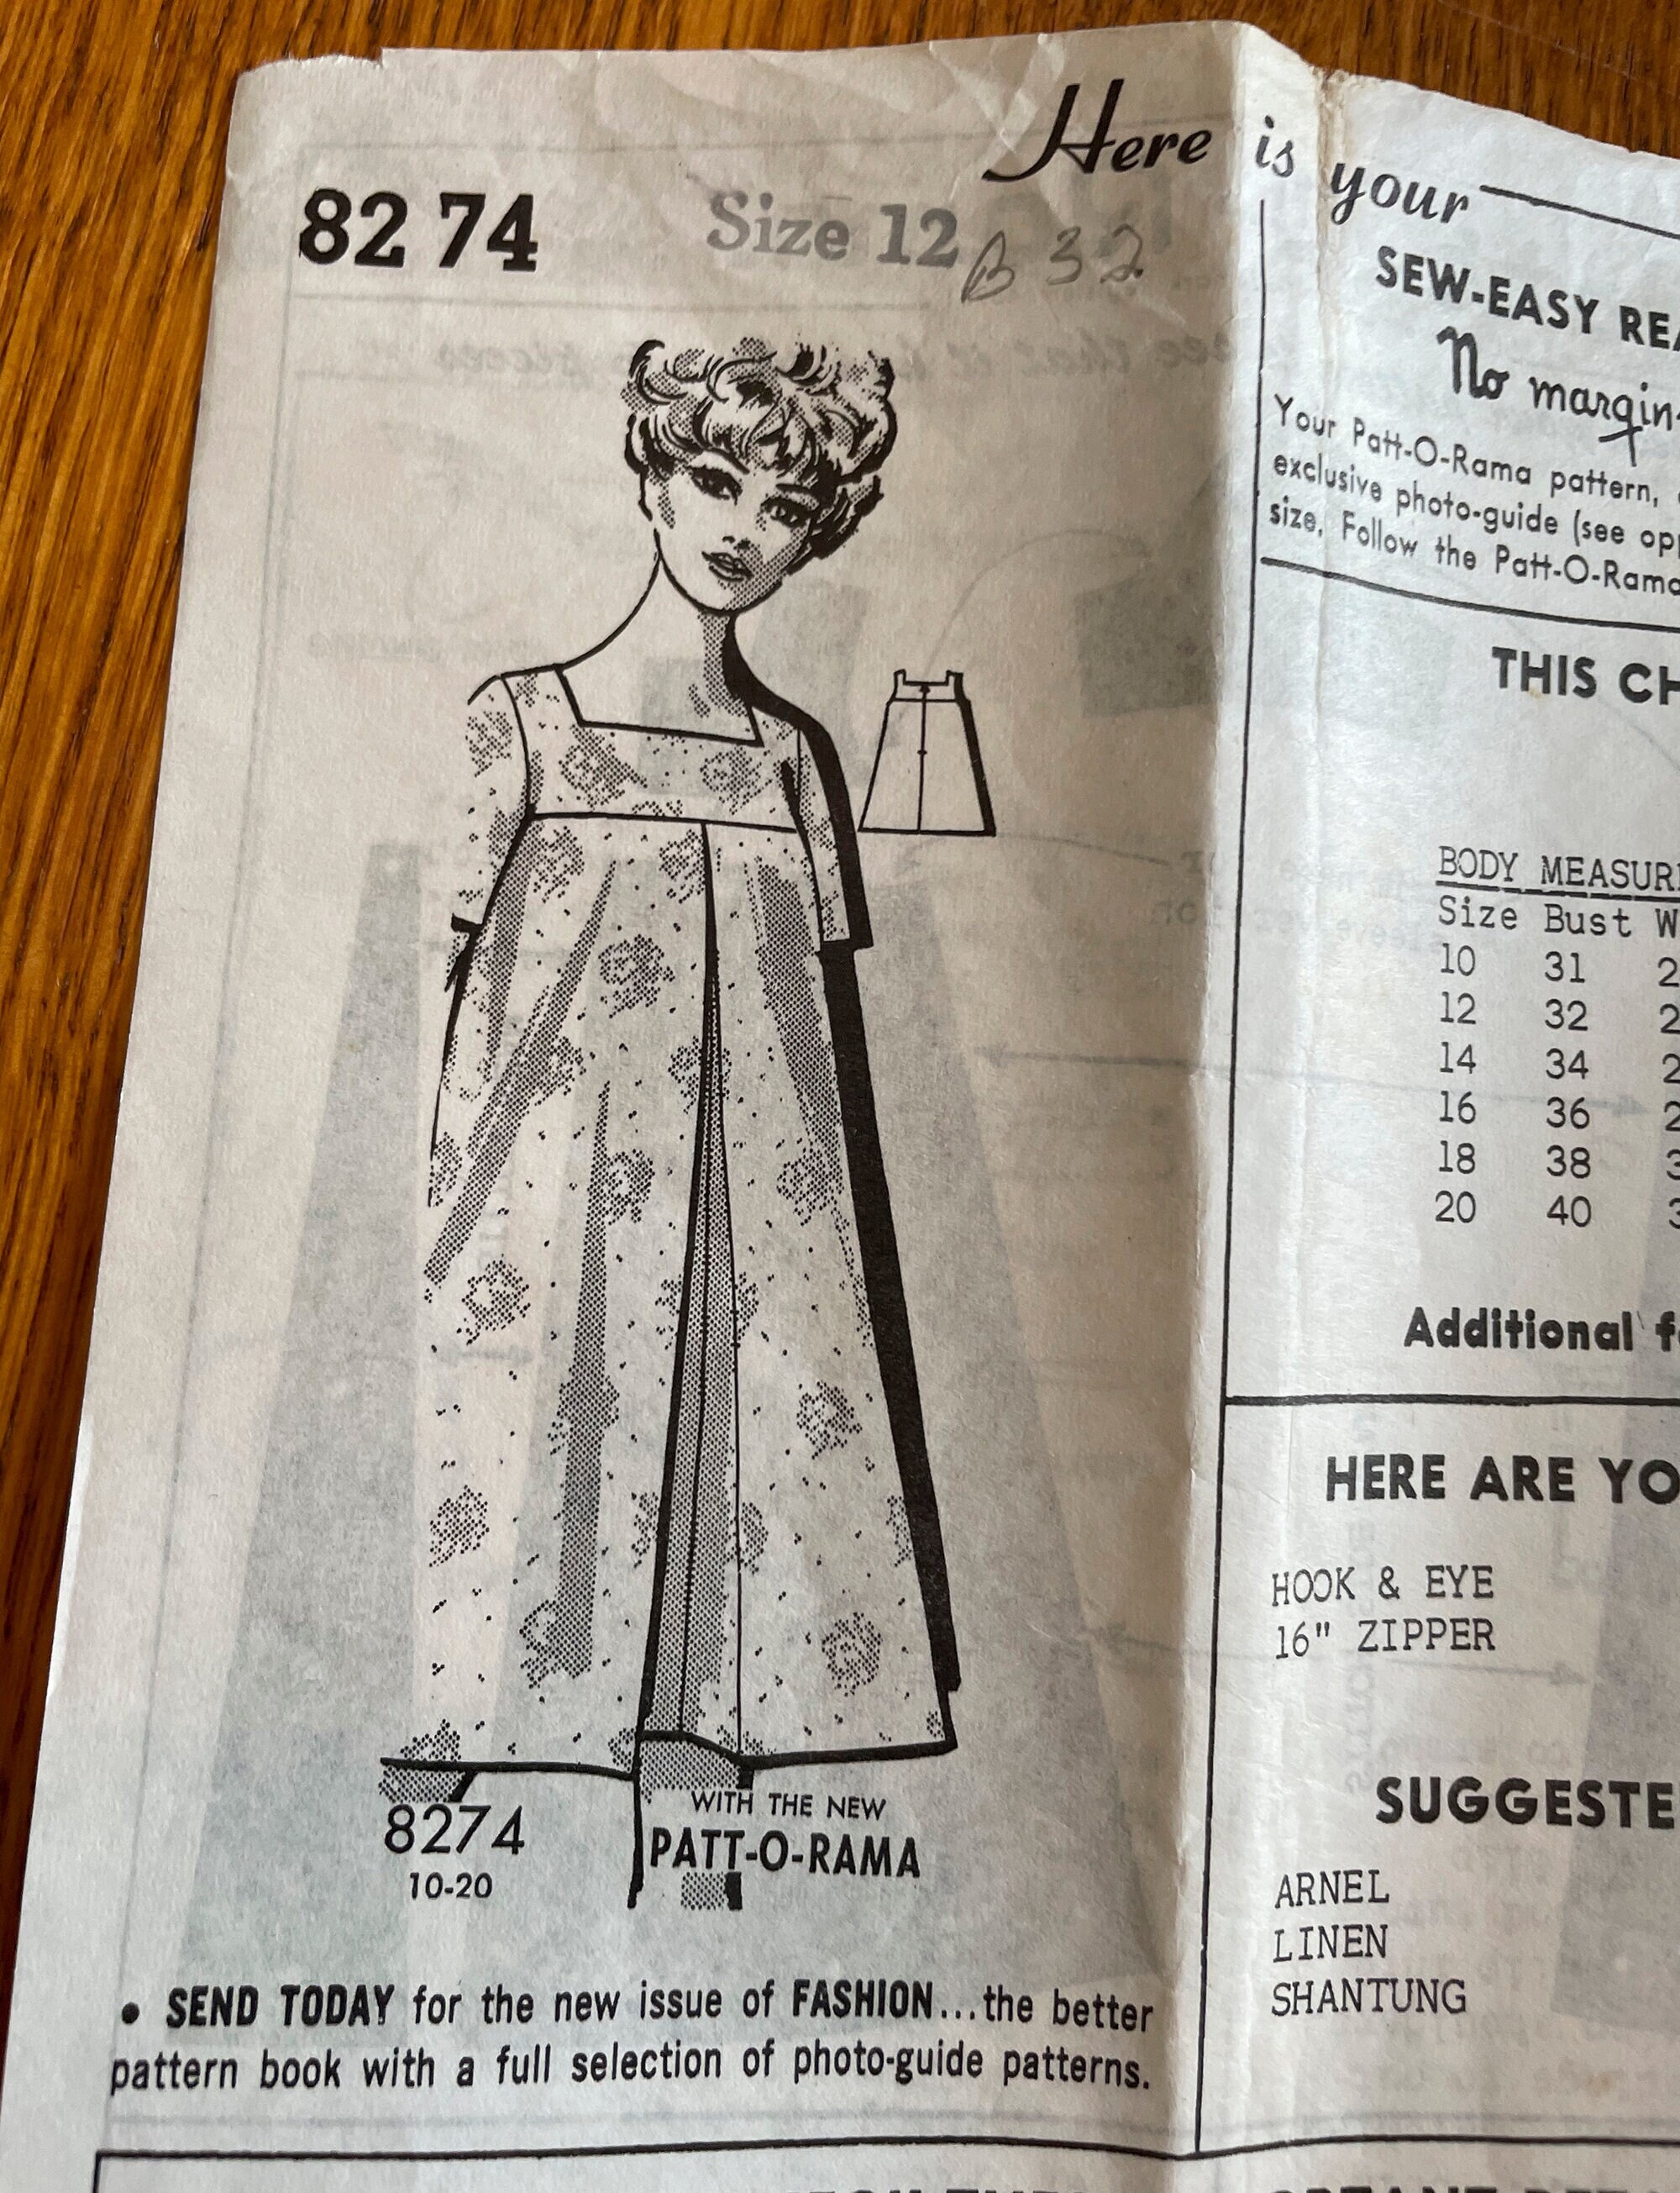 Here is your
82 74 Size 12 B 32
SEW-EASY
No margin-
Your Patt-O-Rama pattern,
exclusive photo-guide (see
size. Follow the Patt-O-Rama
THIS
BODY
Size Bust
10 31
12 32
14 34
16 36
18 38
20 40
Additional
HERE ARE
HOOK & EYE
16" ZIPPER
ARNEL
LINEN
SHANTUNG
8274
10-20
WITH THE NEW
PATT-O-RAMA
• SEND TODAY for the new issue of FASHION...the better
pattern book with a full selection of photo-guide patterns.